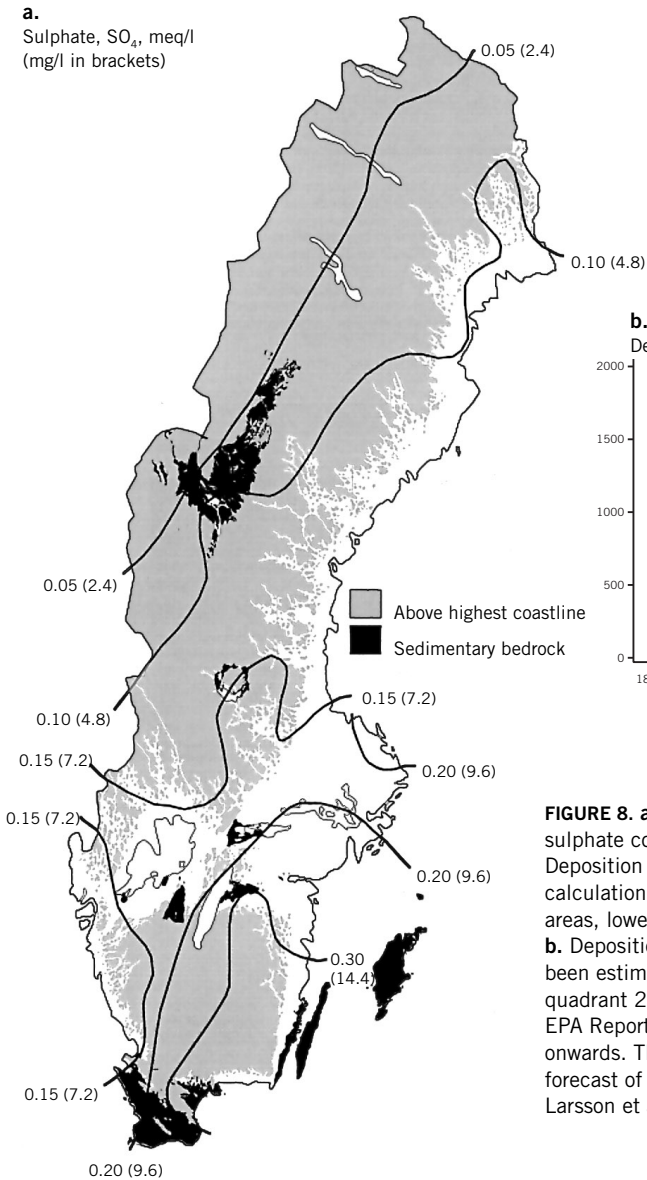 a.
Sulphate, SO₄, meq/l
(mg/l in brackets)
0.05 (2.4)
0.10 (4.8)
0.05 (2.4)
Above highest coastline
Sedimentary bedrock
0.10 (4.8)
0.15 (7.2)
0.15 (7.2)
0.20 (9.6)
0.15 (7.2)
0.20 (9.6)
0.30
(14.4)
0.15 (7.2)
0.20 (9.6)
b.
De
2000
1500
1000
500
0
18
FIGURE 8. a
sulphate co
Deposition
calculation
areas, lowe
b. Depositio
been estim
quadrant 2
EPA Report
onwards. T
forecast of
Larsson et